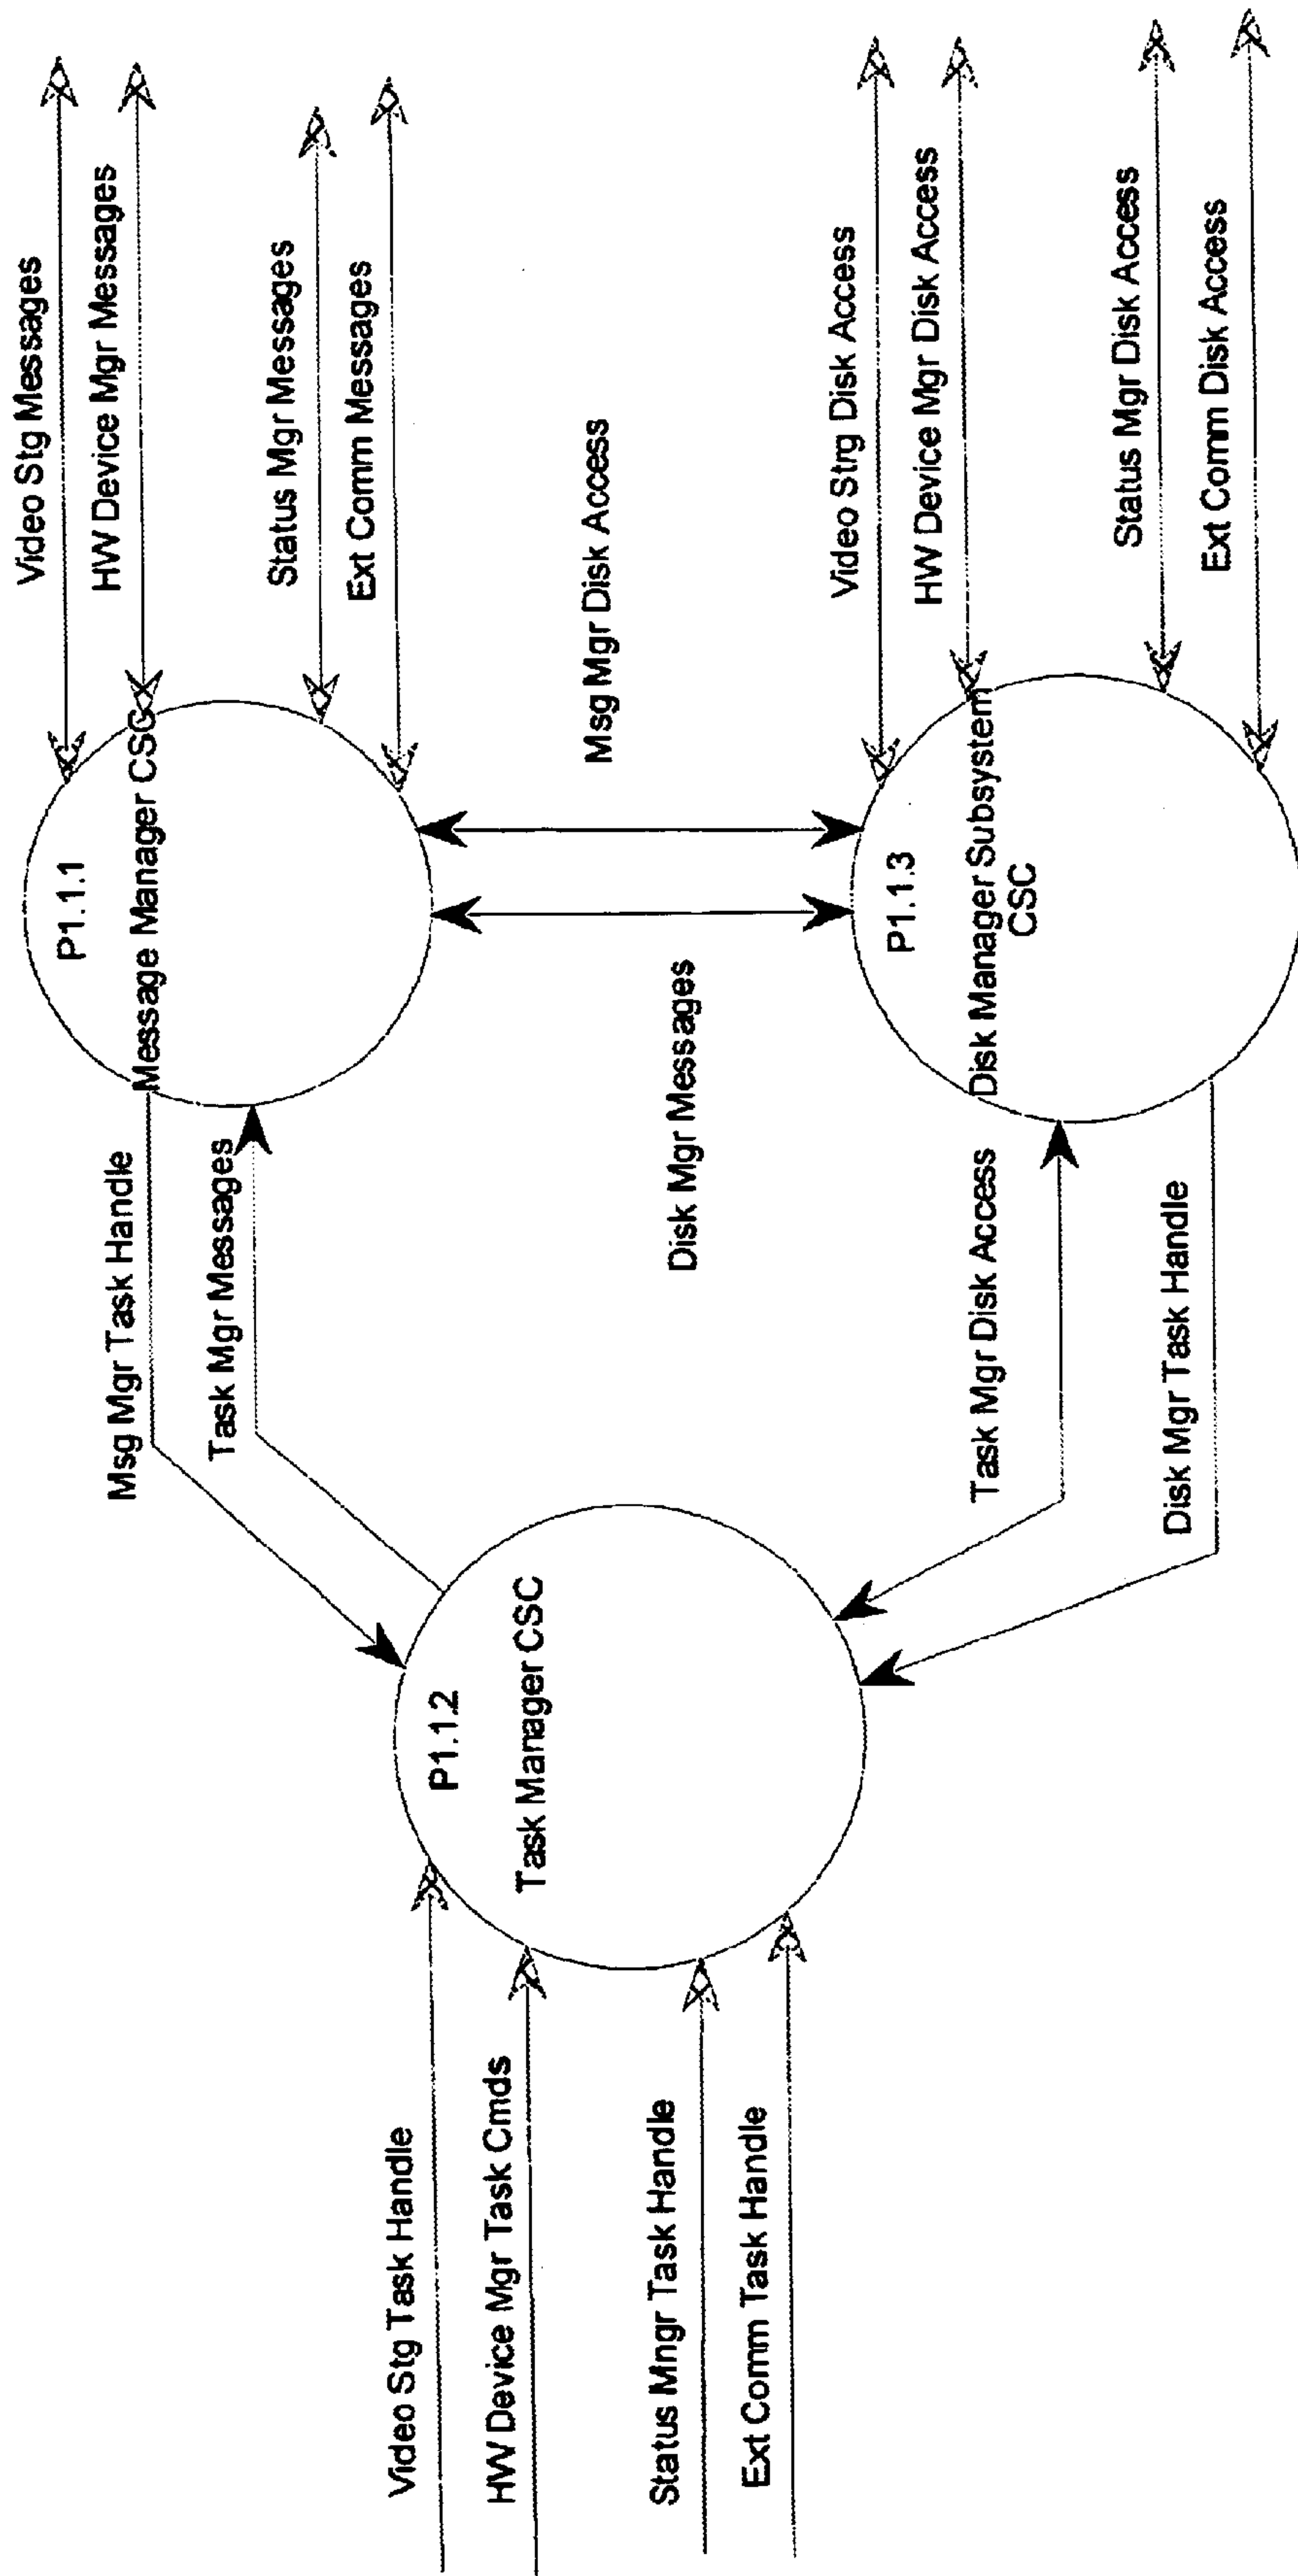 Video Stg Messages
HW Device Mgr Messages
Status Mgr Messages
Ext Comm Messages
P1.1.1
Message Manager CSC
Msg Mgr Task Handle
Task Mgr Messages
Msg Mgr Disk Access
Disk Mgr Messages
P1.1.2
Task Manager CSC
Video Stg Task Handle
HW Device Mgr Task Cmds
Status Mngr Task Handle
Ext Comm Task Handle
Video Strg Disk Access
HW Device Mgr Disk Access
Status Mgr Disk Access
Ext Comm Disk Access
P1.1.3
Disk Manager Subsystem
CSC
Task Mgr Disk Access
Disk Mgr Task Handle